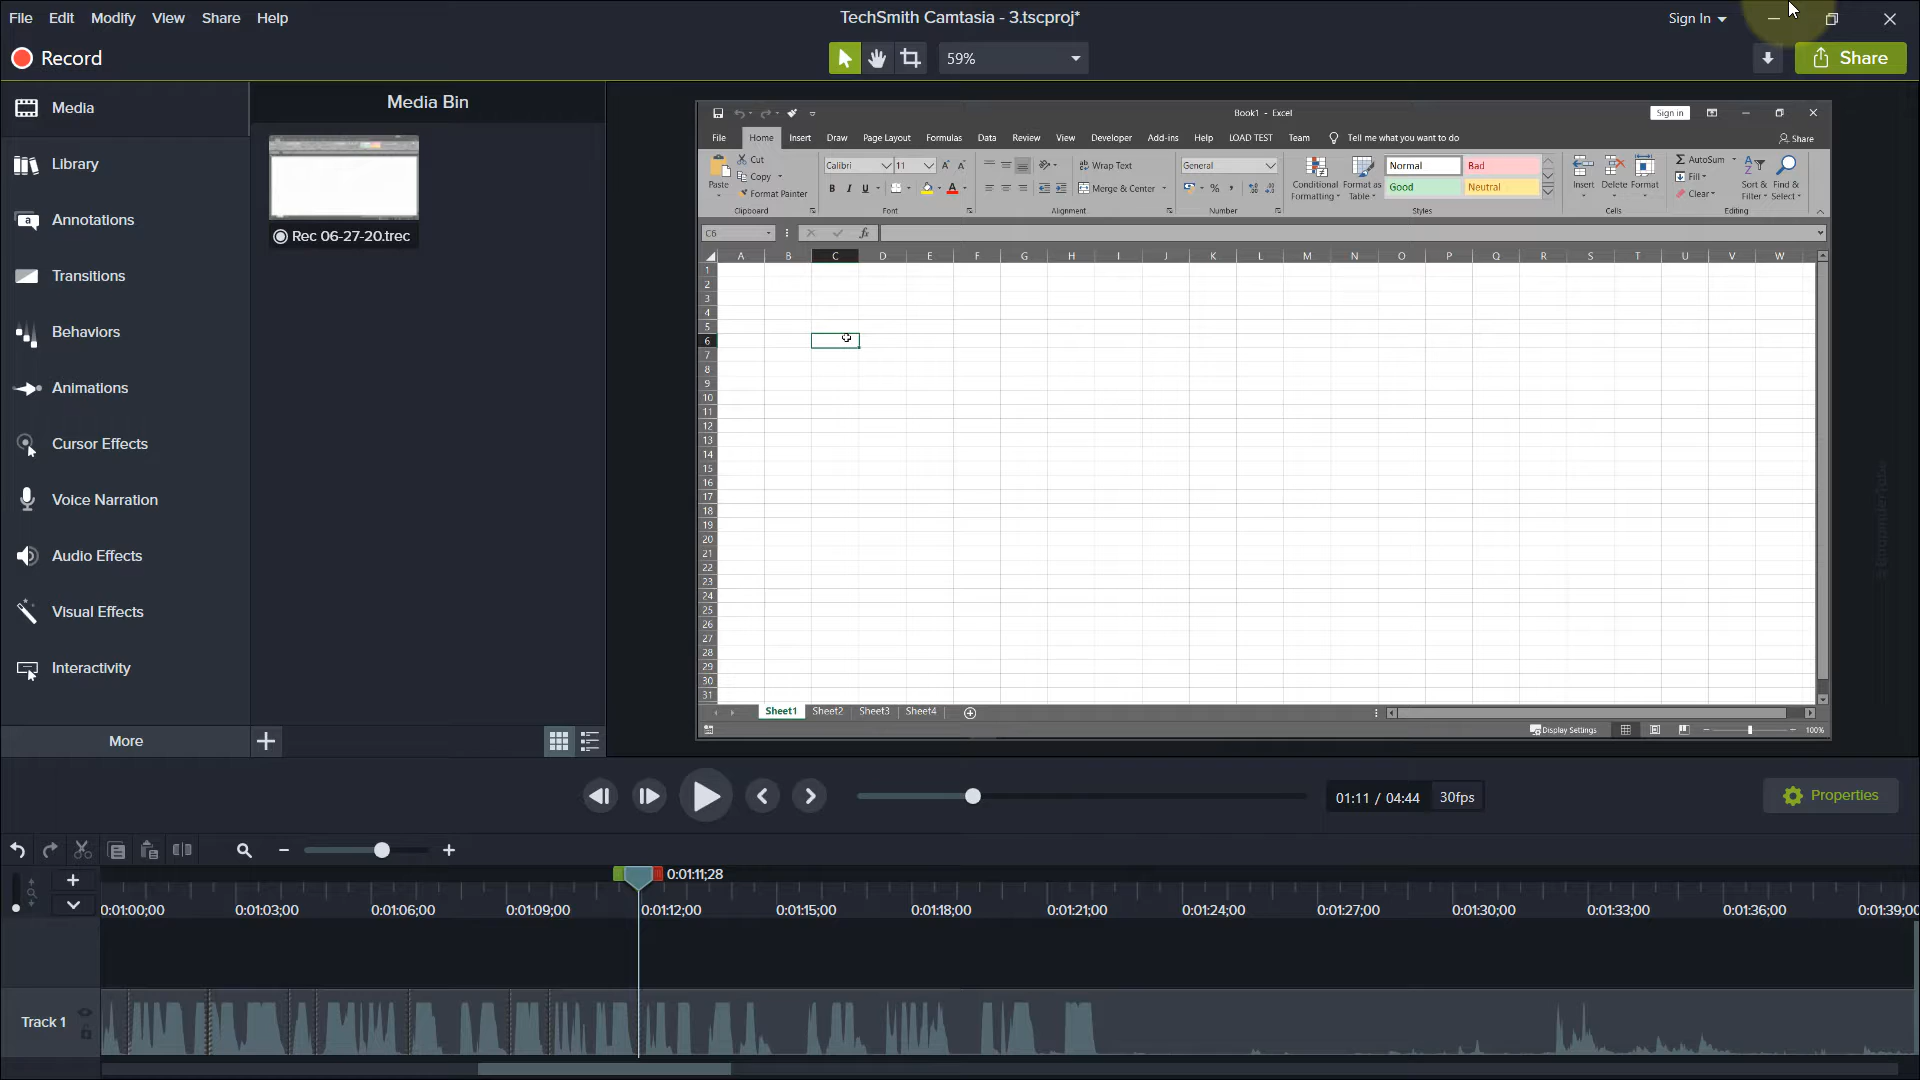 File Edit Modify View Share Help
TechSmith Camtasia - 3.tscproj*
Sign In
Record
59%
Share
Media
Library
Annotations
Transitions
Behaviors
Animations
Cursor Effects
Voice Narration
Audio Effects
Visual Effects
Interactivity
More
Media Bin
Rec 06-27-20.trec
Book1 - Excel
Sign in
File Home Insert Draw Page Layout Formulas Data Review View Developer Add-ins Help LOAD TEST Team Tell me what you want to do
Share
Paste
Cut
Copy
Format Painter
Clipboard
Calibri 11
B I U
Font
Wrap Text
Merge & Center
Alignment
General
%
Number
Conditional Formatting
Format as Table
Normal Bad
Good Neutral
Styles
Insert Delete Format
Cells
AutoSum
Fill
Clear
Sort & Filter
Find & Select
Editing
C6
fx
A B C D E F G H I J K L M N O P Q R S T U V W
1
2
3
4
5
6
7
8
9
10
11
12
13
14
15
16
17
18
19
20
21
22
23
24
25
26
27
28
29
30
31
Sheet1 Sheet2 Sheet3 Sheet4
Display Settings
100%
01:11 / 04:44 30fps
Properties
0:01:11;28
0:01:00;00 0:01:03;00 0:01:06;00 0:01:09;00 0:01:12;00 0:01:15;00 0:01:18;00 0:01:21;00 0:01:24;00 0:01:27;00 0:01:30;00 0:01:33;00 0:01:36;00 0:01:39;00
Track 1